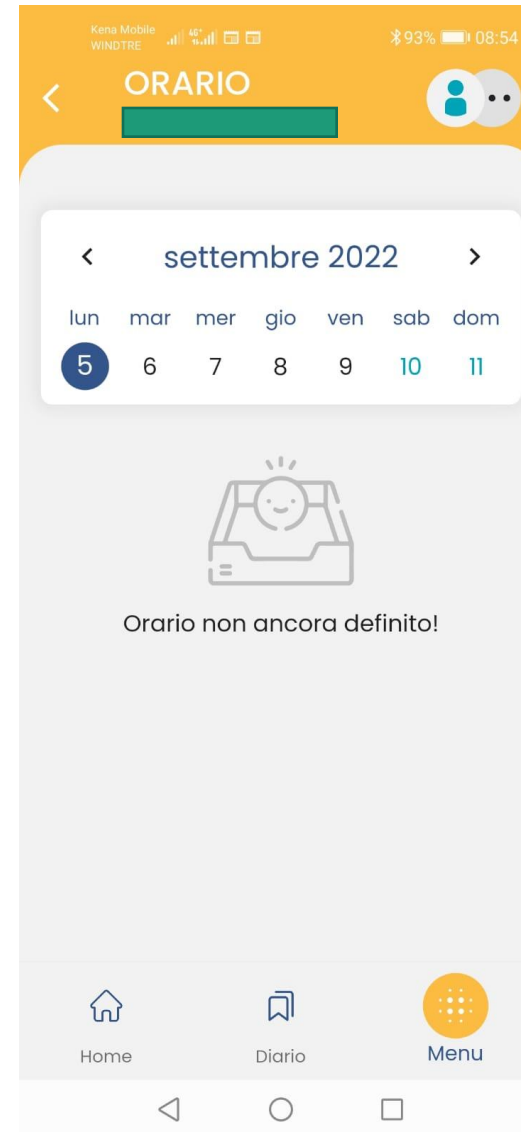 Kena Mobile
WINDTRE 4G+ 93% 08:54
ORARIO
settembre 2022
lun mar mer gio ven sab dom
5 6 7 8 9 10 11
Orario non ancora definito!
Home Diario Menu